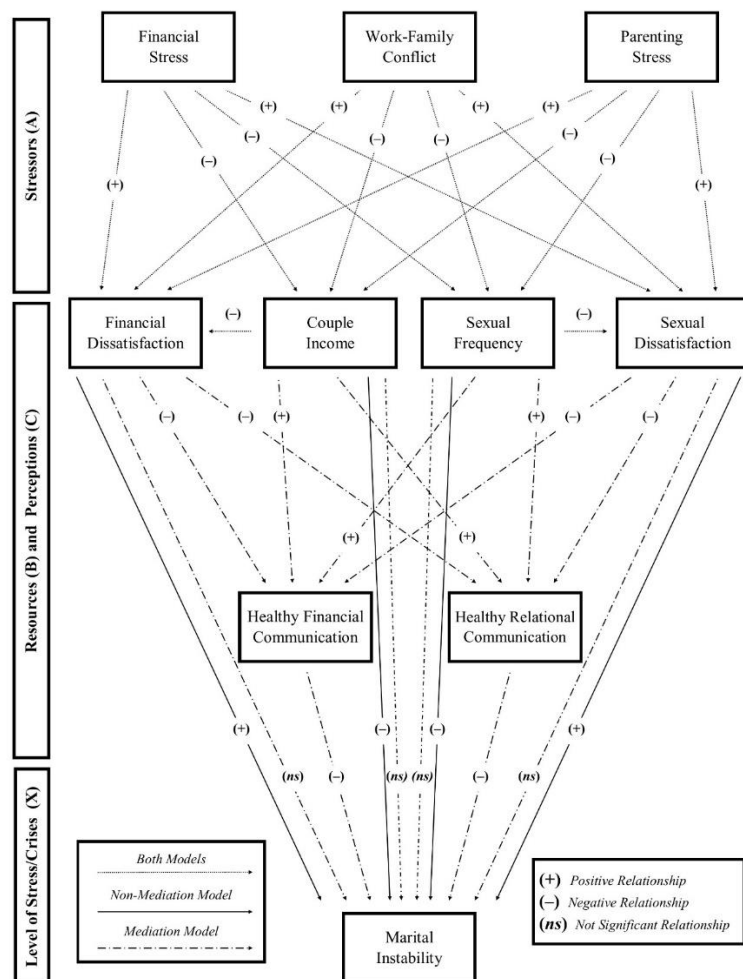 Stressors (A)
Financial
Stress
Work-Family
Conflict
Parenting
Stress
(+)
(+)
(+)
(+)
(–)
(–)
(–)
(–)
(–)
(–)
(+)
(+)
Resources (B) and Perceptions (C)
Financial
Dissatisfaction
(–)
Couple
Income
Sexual
Frequency
(–)
Sexual
Dissatisfaction
(–)
(–)
(+)
(+)
(–)
(–)
(+)
(+)
Healthy Financial
Communication
Healthy Relational
Communication
(+)
(–)
(–)
(+)
Level of Stress/Crises (X)
(ns)
(–)
(ns)
(ns)
(–)
(ns)
Both Models
Non-Mediation Model
Mediation Model
Marital
Instability
(+) Positive Relationship
(–) Negative Relationship
(ns) Not Significant Relationship